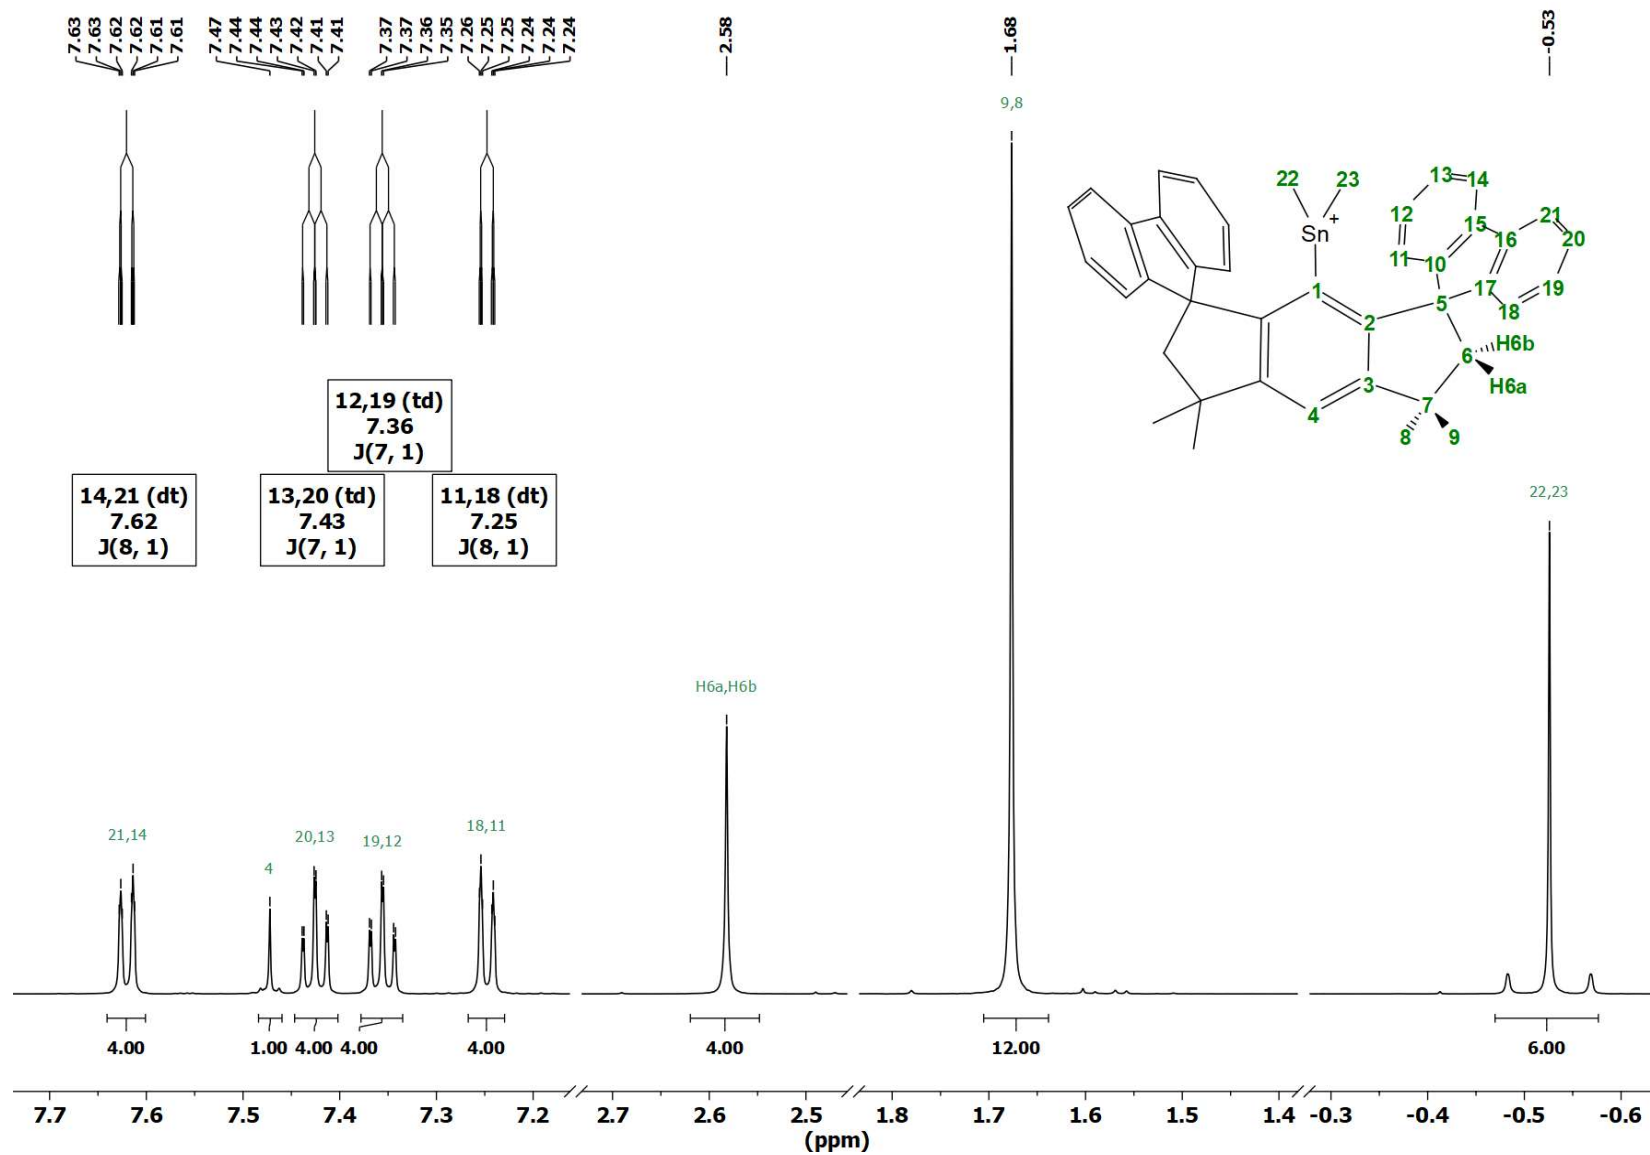 7.63 7.63 7.62 7.62 7.61 7.61 7.47 7.44 7.44 7.43 7.42 7.41 7.41 7.37 7.37 7.36 7.35 7.26 7.25 7.25 7.24 7.24 7.24 2.58 1.68 -0.53
9,8
22 23 13 14
Sn +
12 15 21
16 20
11 10
1 17 19
5 18
2
6 H6b
3 H6a
4 7
8 9
12,19 (td)
7.36
J(7, 1)
14,21 (dt)
7.62
J(8, 1)
13,20 (td)
7.43
J(7, 1)
11,18 (dt)
7.25
J(8, 1)
22,23
H6a,H6b
21,14
4
20,13
19,12
18,11
4.00 1.00 4.00 4.00 4.00 4.00 12.00 6.00
7.7 7.6 7.5 7.4 7.3 7.2 2.7 2.6 2.5 1.8 1.7 1.6 1.5 1.4 -0.3 -0.4 -0.5 -0.6
(ppm)